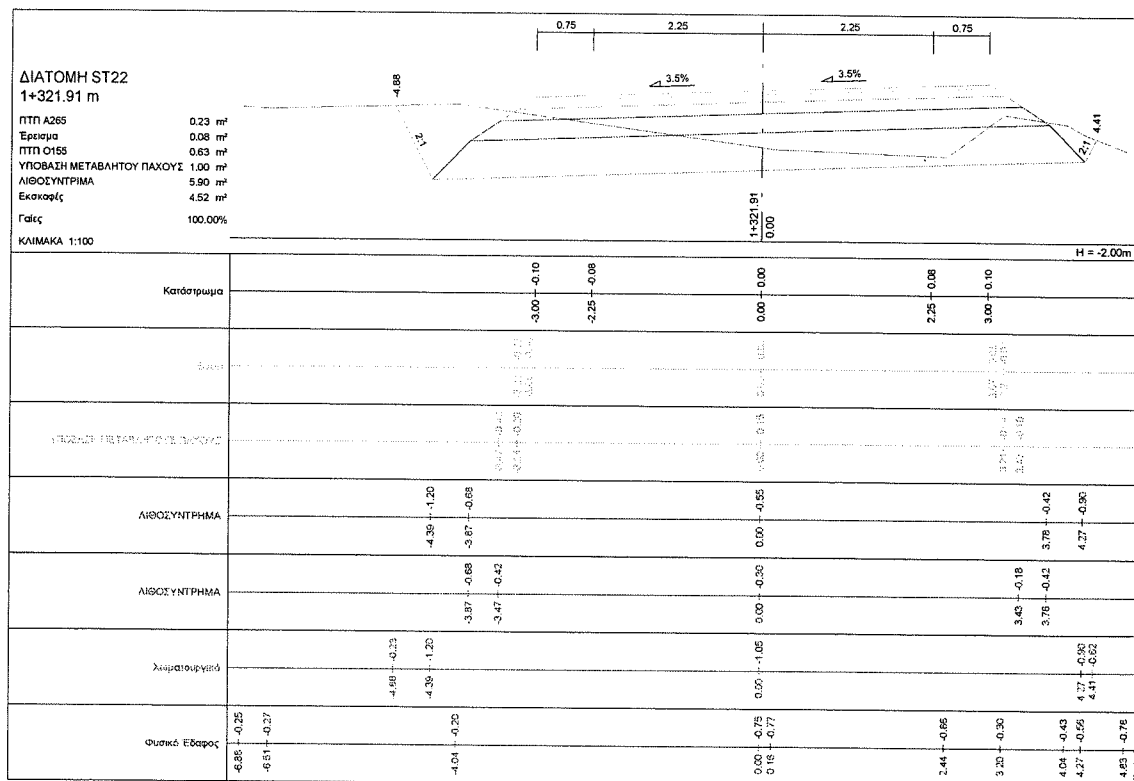 0.75 2.25 2.25 0.75
ΔΙΑΤΟΜΗ ST22
1+321.91 m
-4.88
3.5% 3.5%
ΠΤΠ Α265 0.23 m²
Έρεισμα 0.08 m²
ΠΤΠ Ο155 0.63 m²
ΥΠΟΒΑΣΗ ΜΕΤΑΒΛΗΤΟΥ ΠΑΧΟΥΣ 1.00 m²
ΛΙΘΟΣΥΝΤΡΙΜΑ 5.90 m²
Εκσκαφές 4.52 m²
Γαίες 100.00%
ΚΛΙΜΑΚΑ 1:100
2:1
2:1
4.41
1+321.91
0.00
H = -2.00m
Κατάστρωμα
-0.10 -0.08 0.00 0.08 0.10
-3.00 -2.25 0.00 2.25 3.00
ΛΙΘΟΣΥΝΤΡΗΜΑ
-1.20 -0.68 -0.55 -0.42 -0.90
-4.39 -3.87 0.00 3.78 4.27
ΛΙΘΟΣΥΝΤΡΗΜΑ
-0.68 -0.42 -0.30 -0.18 -0.42
-3.87 -3.47 0.00 3.43 3.78
Χωματουργικά
-0.23 -1.20 -1.05 -0.90 -0.62
-4.88 -4.39 0.00 4.27 4.41
Φυσικό Έδαφος
-0.25 -0.27 -0.20 -0.75 -0.77 -0.86 -0.30 -0.43 -0.56 -0.76
-6.88 -6.51 -4.04 0.00 0.16 2.44 3.20 4.04 4.27 4.83